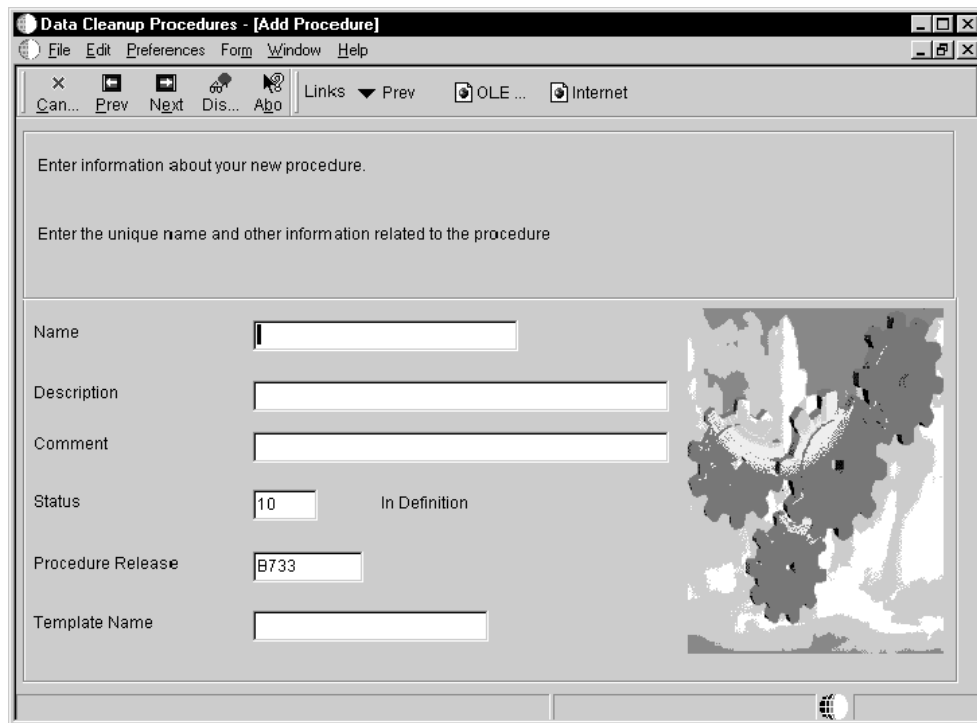 Data Cleanup Procedures - [Add Procedure]
File Edit Preferences Form Window Help
Can... Prev Next Dis... Abo Links Prev OLE ... Internet
Enter information about your new procedure.
Enter the unique name and other information related to the procedure
Name
Description
Comment
Status 10 In Definition
Procedure Release B733
Template Name